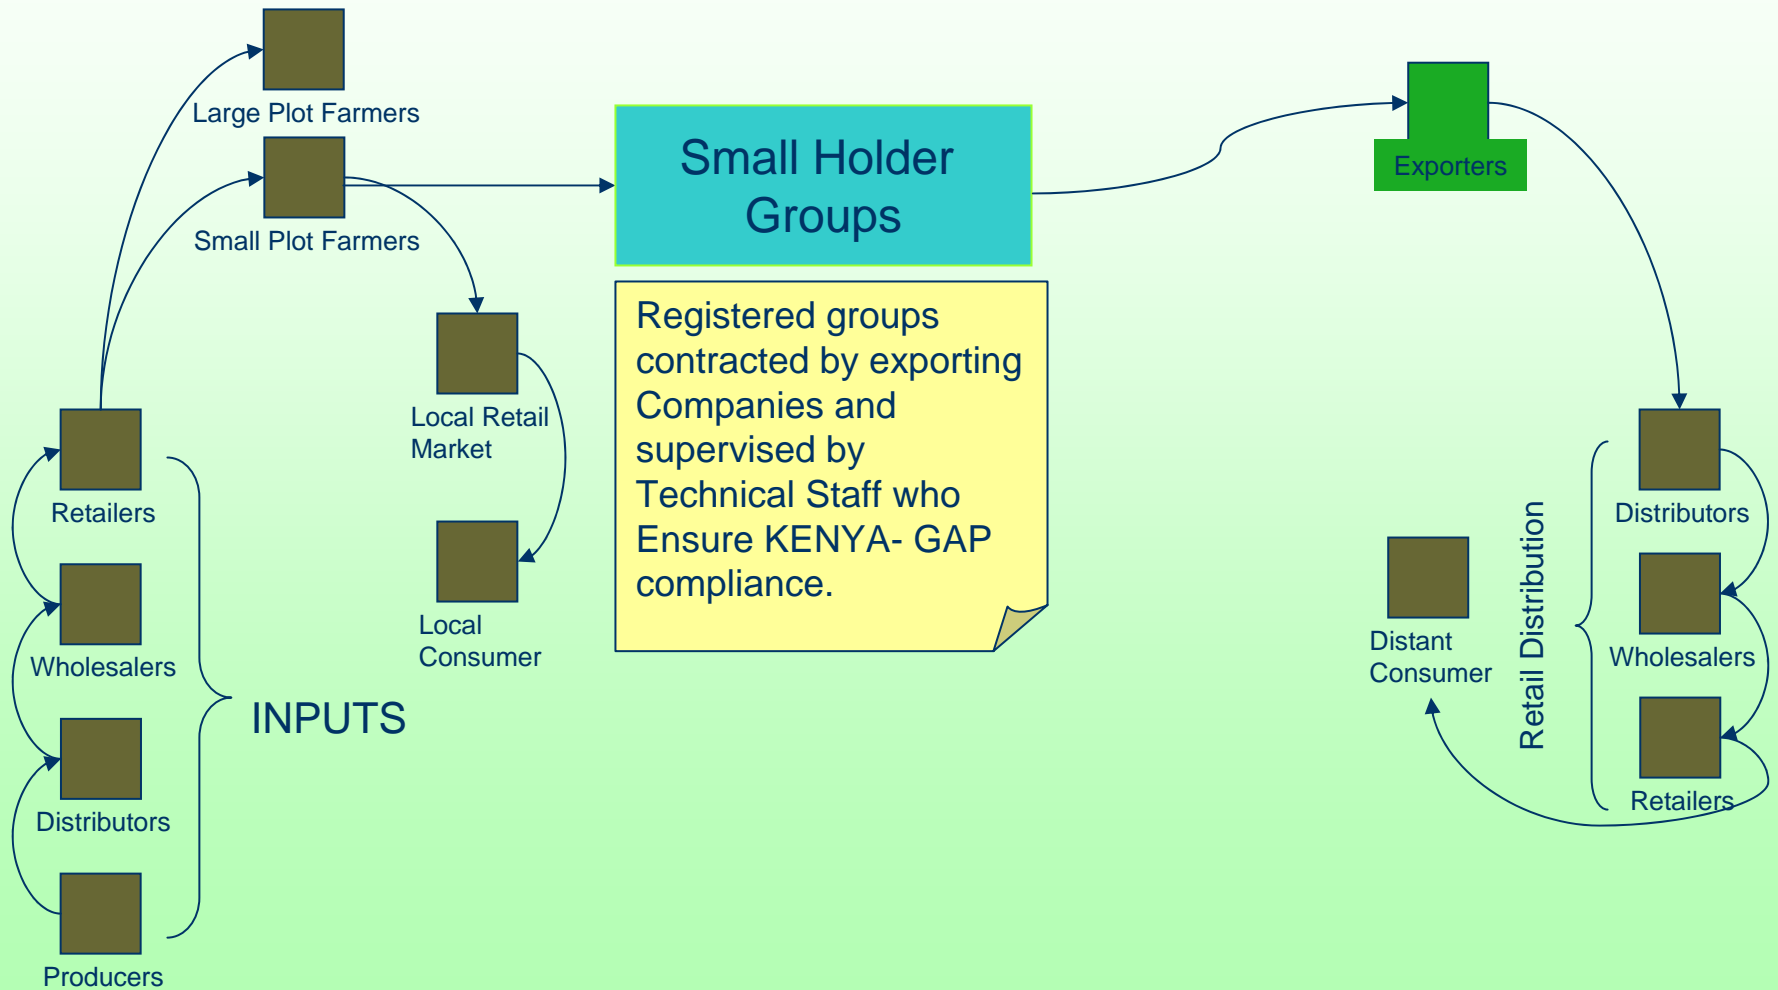 Large Plot Farmers
Small Plot Farmers
Small Holder
Groups
Exporters
Registered groups
contracted by exporting
Companies and
supervised by
Technical Staff who
Ensure KENYA- GAP
compliance.
Local Retail
Market
Local
Consumer
Retailers
Wholesalers
Distributors
Producers
INPUTS
Distant
Consumer
Retail Distribution
Distributors
Wholesalers
Retailers